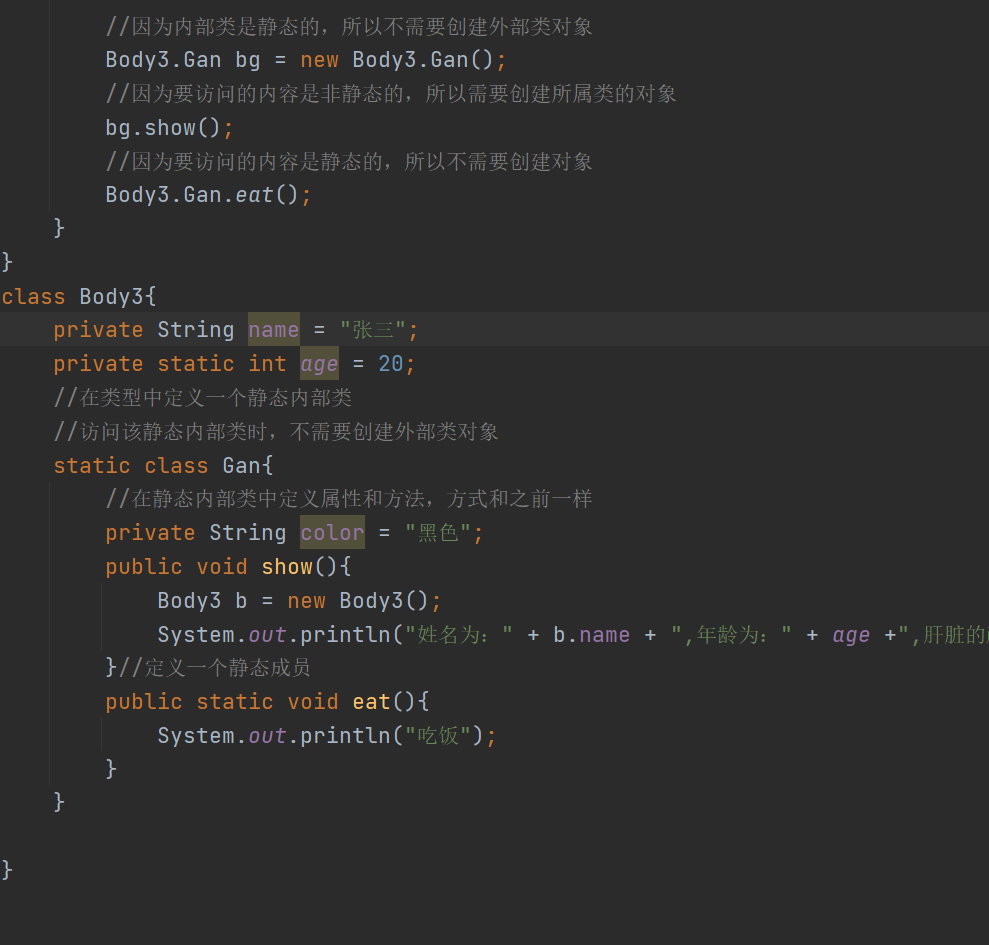 //因为内部类是静态的，所以不需要创建外部类对象
Body3.Gan bg = new Body3.Gan();
//因为要访问的内容是非静态的，所以需要创建所属类的对象
bg.show();
//因为要访问的内容是静态的，所以不需要创建对象
Body3.Gan.eat();
}
}
class Body3{
private String name = "张三";
private static int age = 20;
//在类型中定义一个静态内部类
//访问该静态内部类时，不需要创建外部类对象
static class Gan{
//在静态内部类中定义属性和方法，方式和之前一样
private String color = "黑色";
public void show(){
Body3 b = new Body3();
System.out.println("姓名为：" + b.name + ",年龄为：" + age +",肝脏的
}//定义一个静态成员
public static void eat(){
System.out.println("吃饭");
}
}
}